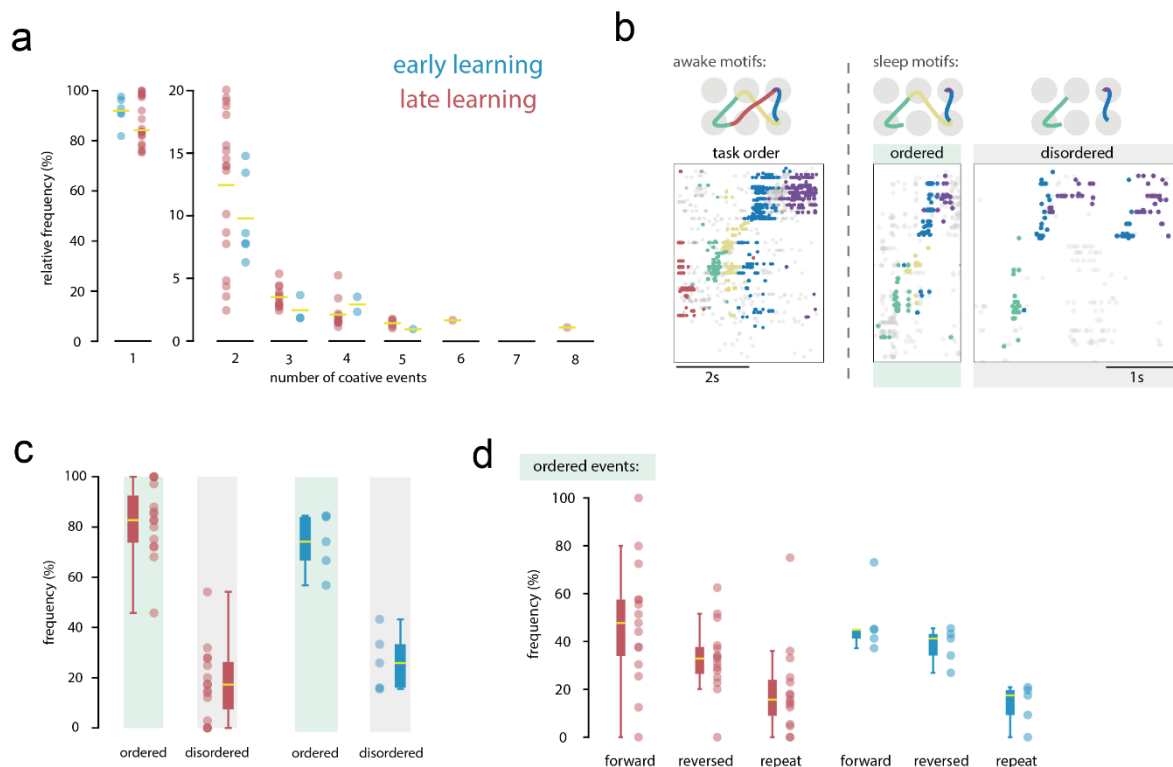 a
early learning
late learning
relative frequency (%)
100
80
60
40
20
0
20
15
10
5
0
1
2
3
4
5
6
7
8
number of coative events
b
awake motifs:
sleep motifs:
task order
ordered
disordered
2s
1s
c
frequency (%)
100
80
60
40
20
0
ordered
disordered
ordered
disordered
d
ordered events:
frequency (%)
100
80
60
40
20
0
forward
reversed
repeat
forward
reversed
repeat